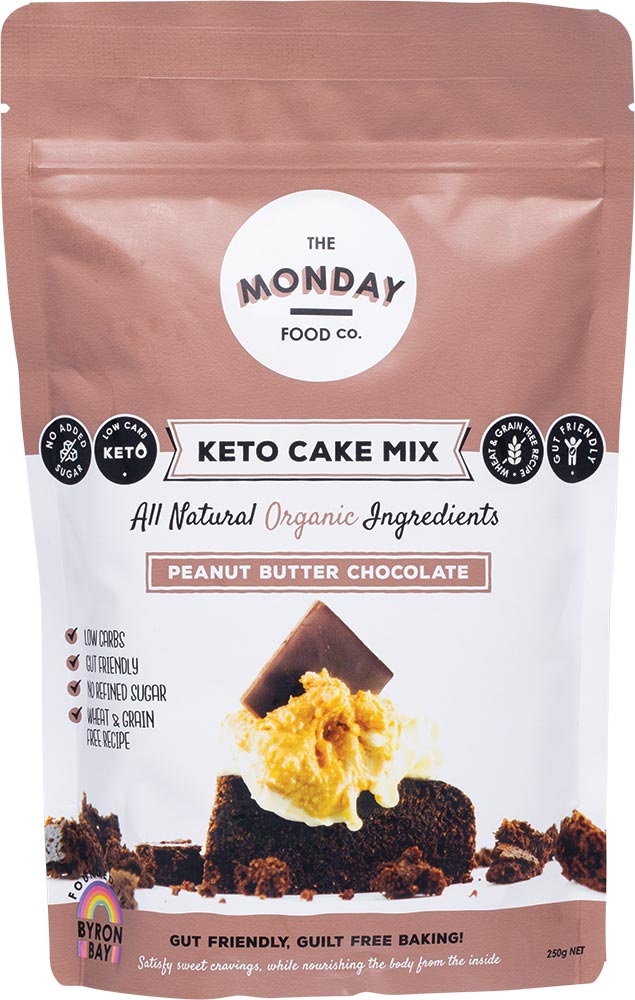 THE
MONDAY
FOOD CO.
NO ADDED SUGAR
LOW CARB
KETO
KETO CAKE MIX
WHEAT & GRAIN FREE RECIPE
GUT FRIENDLY
All Natural Organic Ingredients
PEANUT BUTTER CHOCOLATE
LOW CARBS
GUT FRIENDLY
NO REFINED SUGAR
WHEAT & GRAIN
FREE RECIPE
FOUNDED IN
BYRON
BAY
GUT FRIENDLY, GUILT FREE BAKING!
250g NET
Satisfy sweet cravings, while nourishing the body from the inside